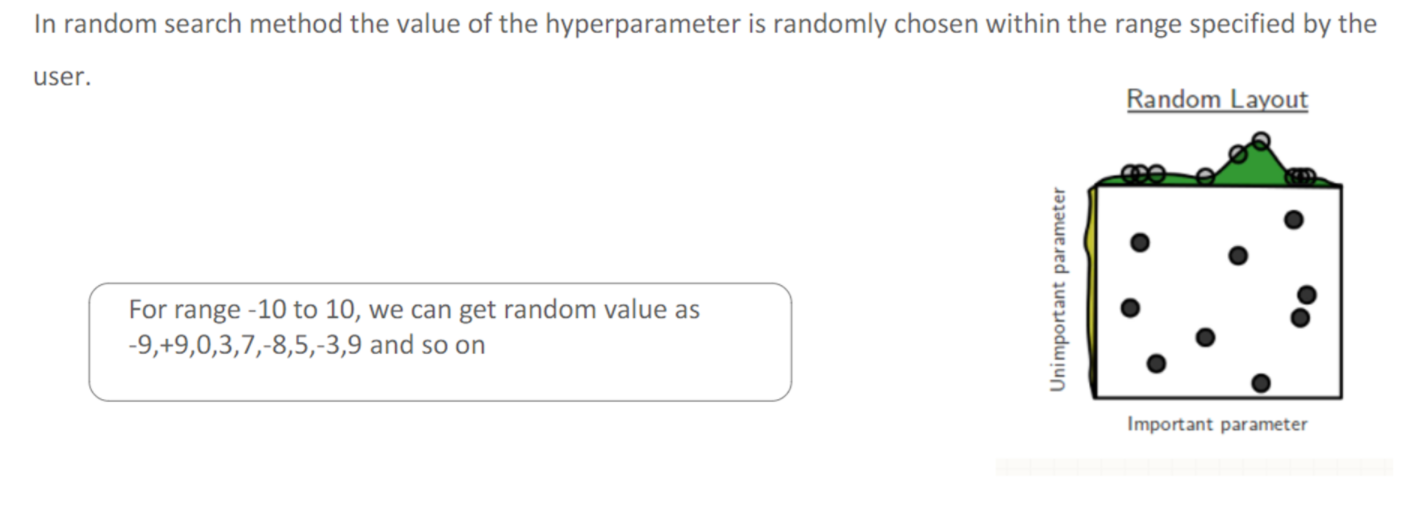 In random search method the value of the hyperparameter is randomly chosen within the range specified by the
user.
Random Layout
Unimportant parameter
Important parameter
For range -10 to 10, we can get random value as
-9,+9,0,3,7,-8,5,-3,9 and so on